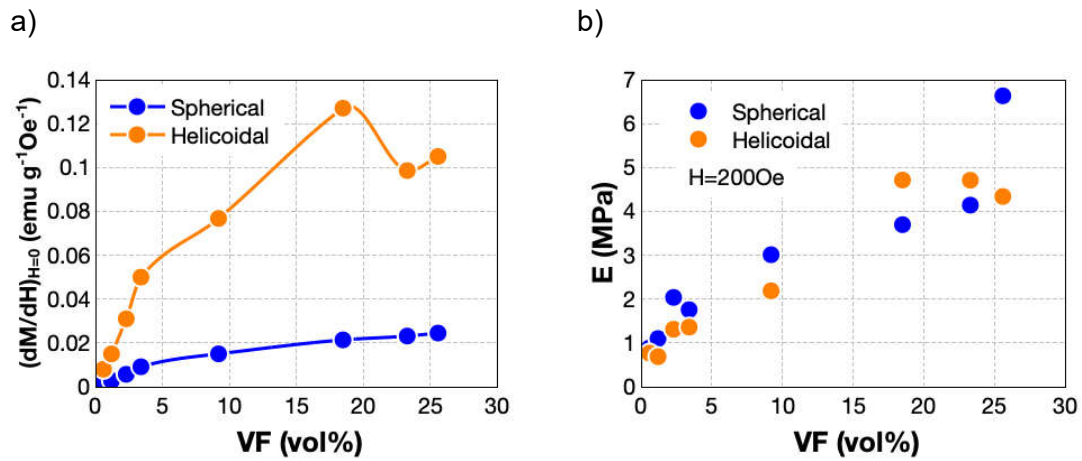 a)
b)
0.14
0.12
0.1
0.08
0.06
0.04
0.02
0
(dM/dH)H=0 (emu g-1Oe-1)
Spherical
Helicoidal
0 5 10 15 20 25 30
VF (vol%)
7
6
5
4
3
2
1
0
E (MPa)
Spherical
Helicoidal
H=200Oe
0 5 10 15 20 25 30
VF (vol%)